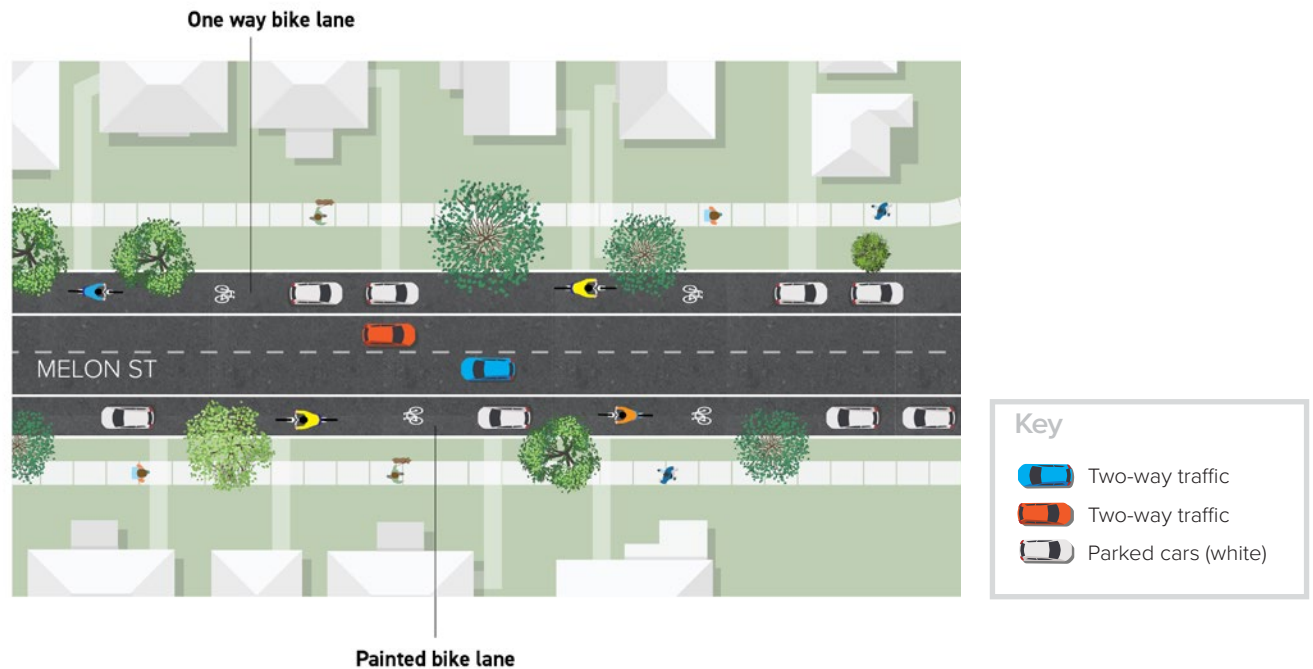 One way bike lane
MELON ST
Key
Two-way traffic
Two-way traffic
Parked cars (white)
Painted bike lane